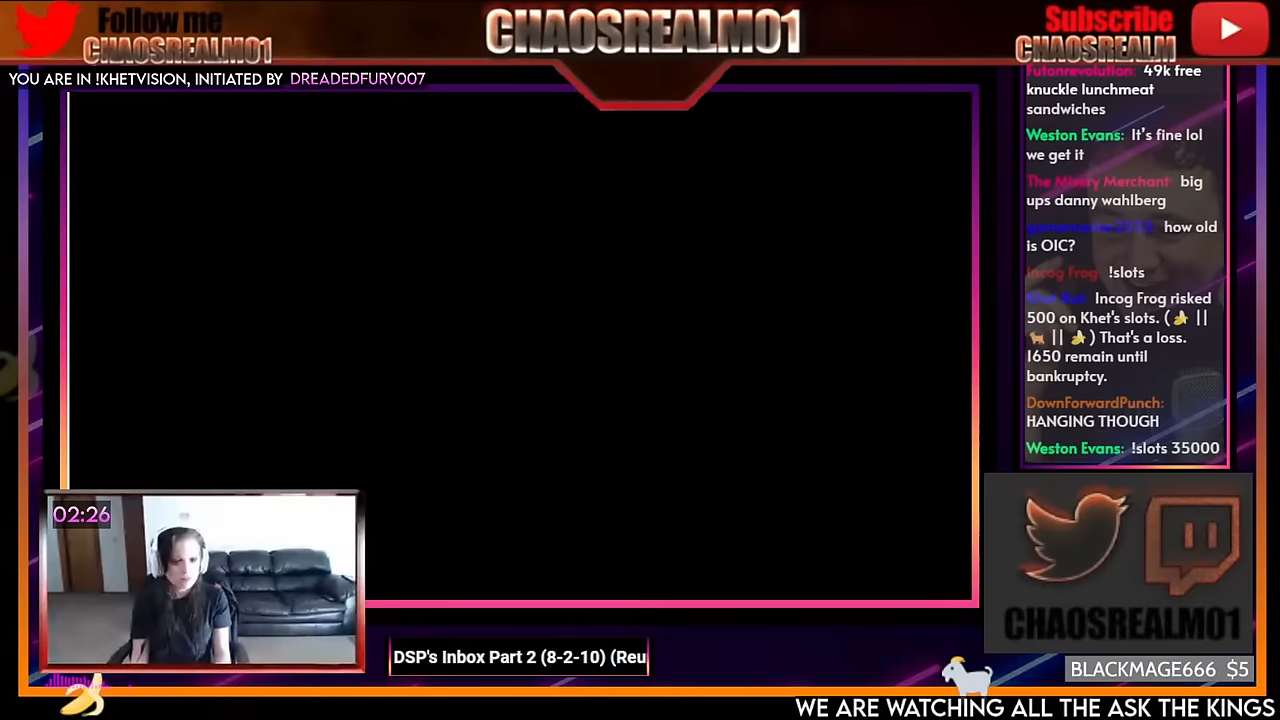 Follow me
CHAOSREALM01
CHAOSREALM01
Subscribe
CHAOSREALM
YOU ARE IN !KHETVISION, INITIATED BY DREADEDFURY007
Futonrevolution: 49k free
knuckle lunchmeat
sandwiches
Weston Evans: It's fine lol
we get it
The Misery Merchant: big
ups danny wahlberg
how old
is OIC?
Incog Frog: !slots
Khet Bot: Incog Frog risked
500 on Khet's slots. (🍌 ||
🐐 || 🍌) That's a loss.
1650 remain until
bankruptcy.
DownForwardPunch:
HANGING THOUGH
Weston Evans: !slots 35000
02:26
DSP's Inbox Part 2 (8-2-10) (Reu
CHAOSREALM01
BLACKMAGE666 $5
WE ARE WATCHING ALL THE ASK THE KINGS